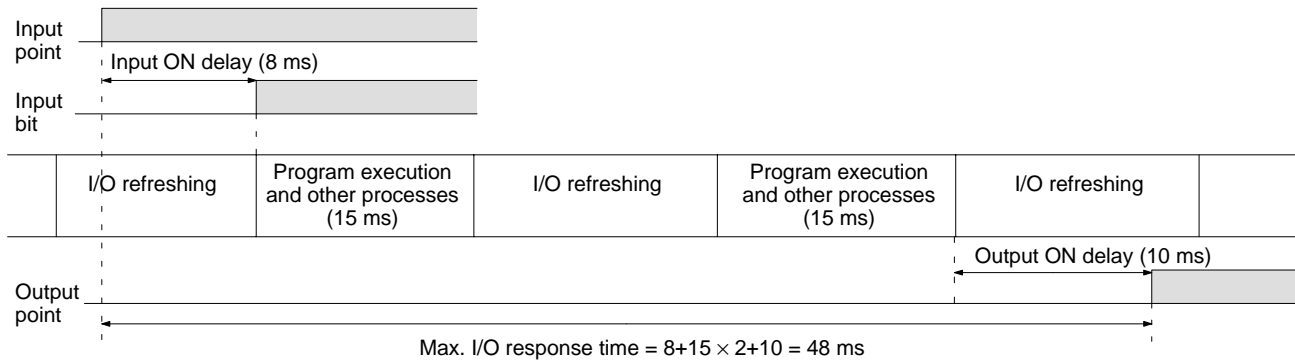 Input
point
Input ON delay (8 ms)
Input
bit
I/O refreshing
Program execution
and other processes
(15 ms)
I/O refreshing
Program execution
and other processes
(15 ms)
I/O refreshing
Output ON delay (10 ms)
Output
point
Max. I/O response time = 8+15 × 2+10 = 48 ms